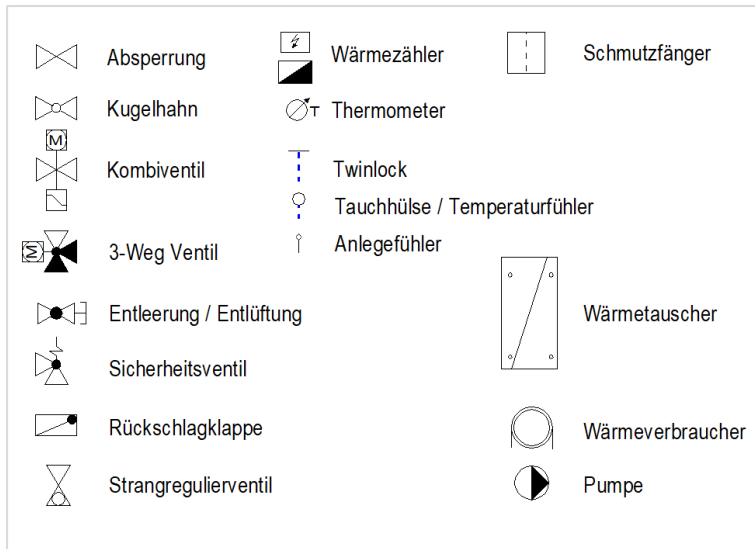 Absperrung
Kugelhahn
M
Kombiventil
M
3-Weg Ventil
Entleerung / Entlüftung
Sicherheitsventil
Rückschlagklappe
Strangregulierventil
Wärmezähler
T
Thermometer
Twinlock
Tauchhülse / Temperaturfühler
Anlegefühler
Schmutzfänger
Wärmetauscher
Wärmeverbraucher
Pumpe